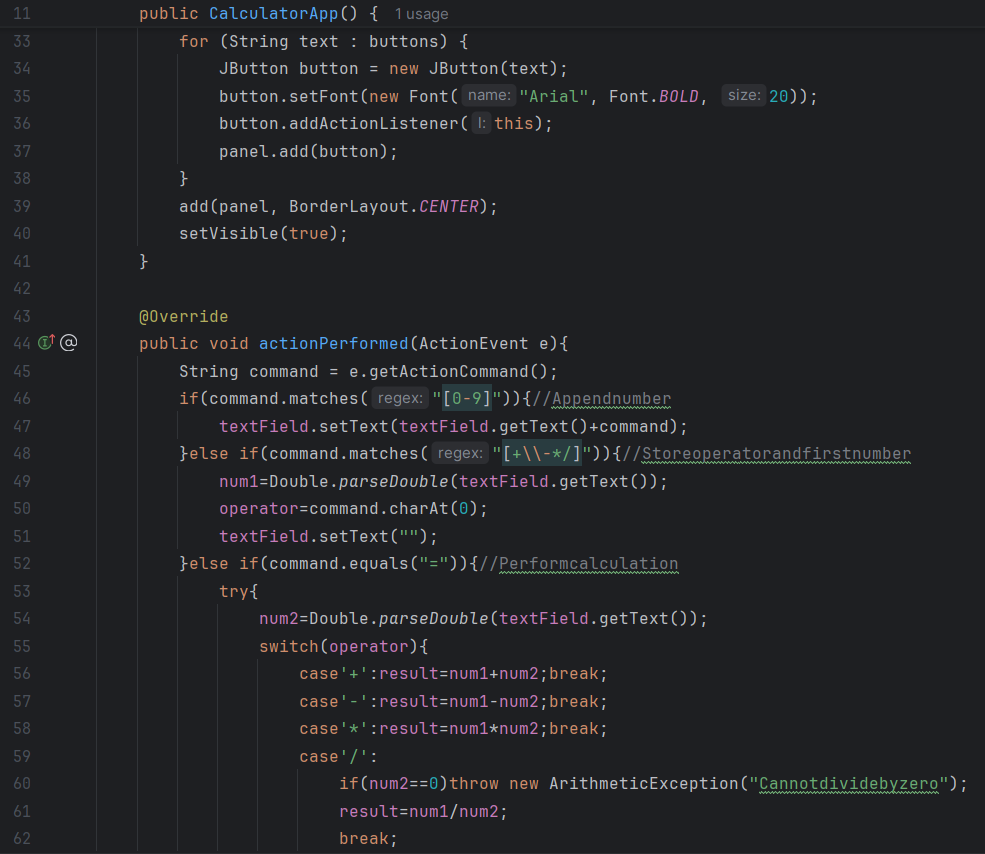 11 public CalculatorApp() { 1 usage
33 for (String text : buttons) {
34 JButton button = new JButton(text);
35 button.setFont(new Font( name: "Arial", Font.BOLD, size: 20));
36 button.addActionListener( l: this);
37 panel.add(button);
38 }
39 add(panel, BorderLayout.CENTER);
40 setVisible(true);
41 }
42
43 @Override
44 public void actionPerformed(ActionEvent e){
45 String command = e.getActionCommand();
46 if(command.matches( regex: "[0-9]")){//Appendnumber
47 textField.setText(textField.getText()+command);
48 }else if(command.matches( regex: "[+\\-*/]")){//Storeoperatorandfirstnumber
49 num1=Double.parseDouble(textField.getText());
50 operator=command.charAt(0);
51 textField.setText("");
52 }else if(command.equals("=")){//Performcalculation
53 try{
54 num2=Double.parseDouble(textField.getText());
55 switch(operator){
56 case'+':result=num1+num2;break;
57 case'-':result=num1-num2;break;
58 case'*':result=num1*num2;break;
59 case'/':
60 if(num2==0)throw new ArithmeticException("Cannotdividebyzero");
61 result=num1/num2;
62 break;